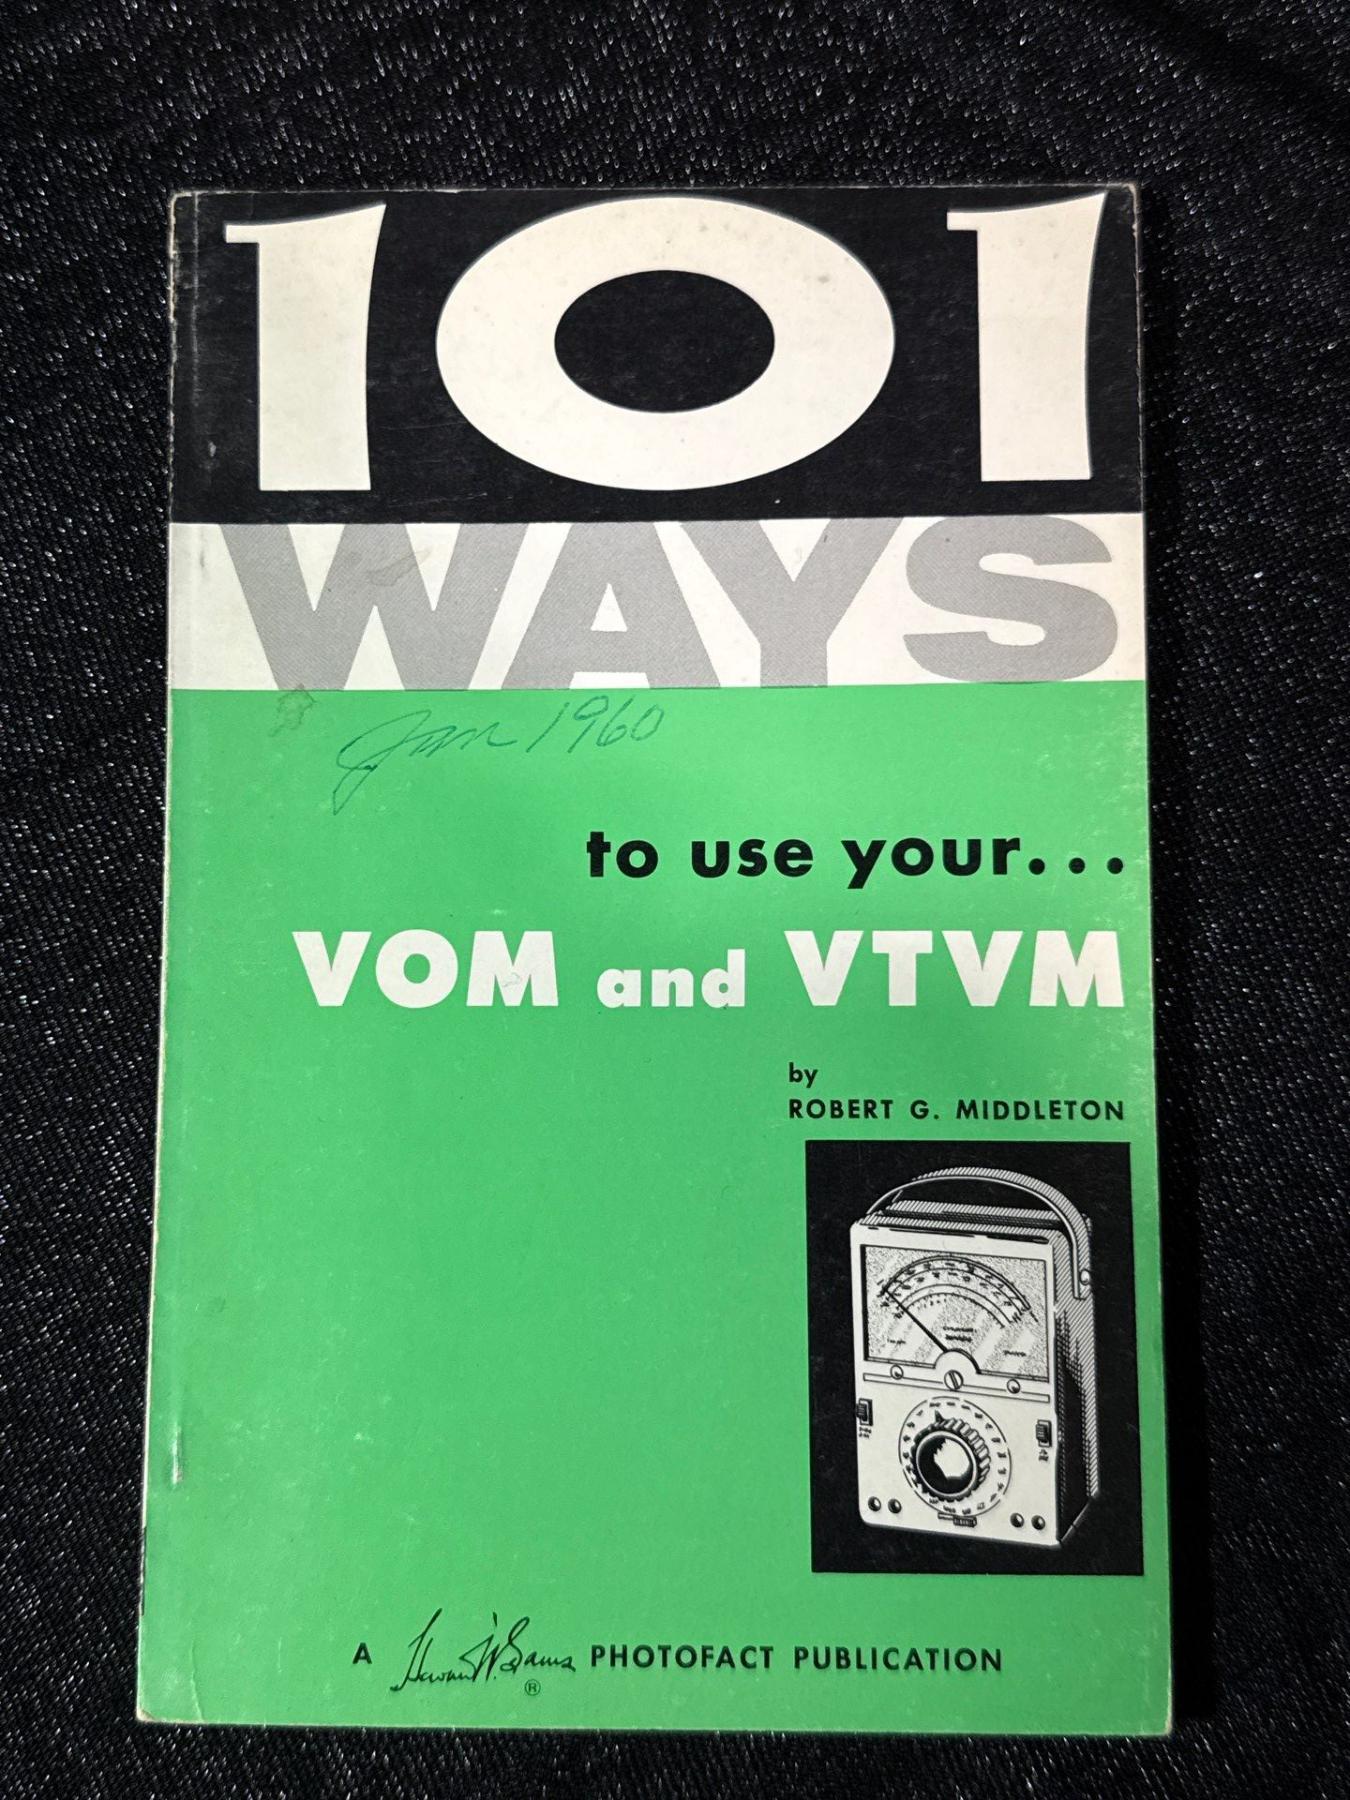 101
WAYS
Jan 1960
to use your...
VOM and VTVM
by
ROBERT G. MIDDLETON
A Howard W. Sams ® PHOTOFACT PUBLICATION